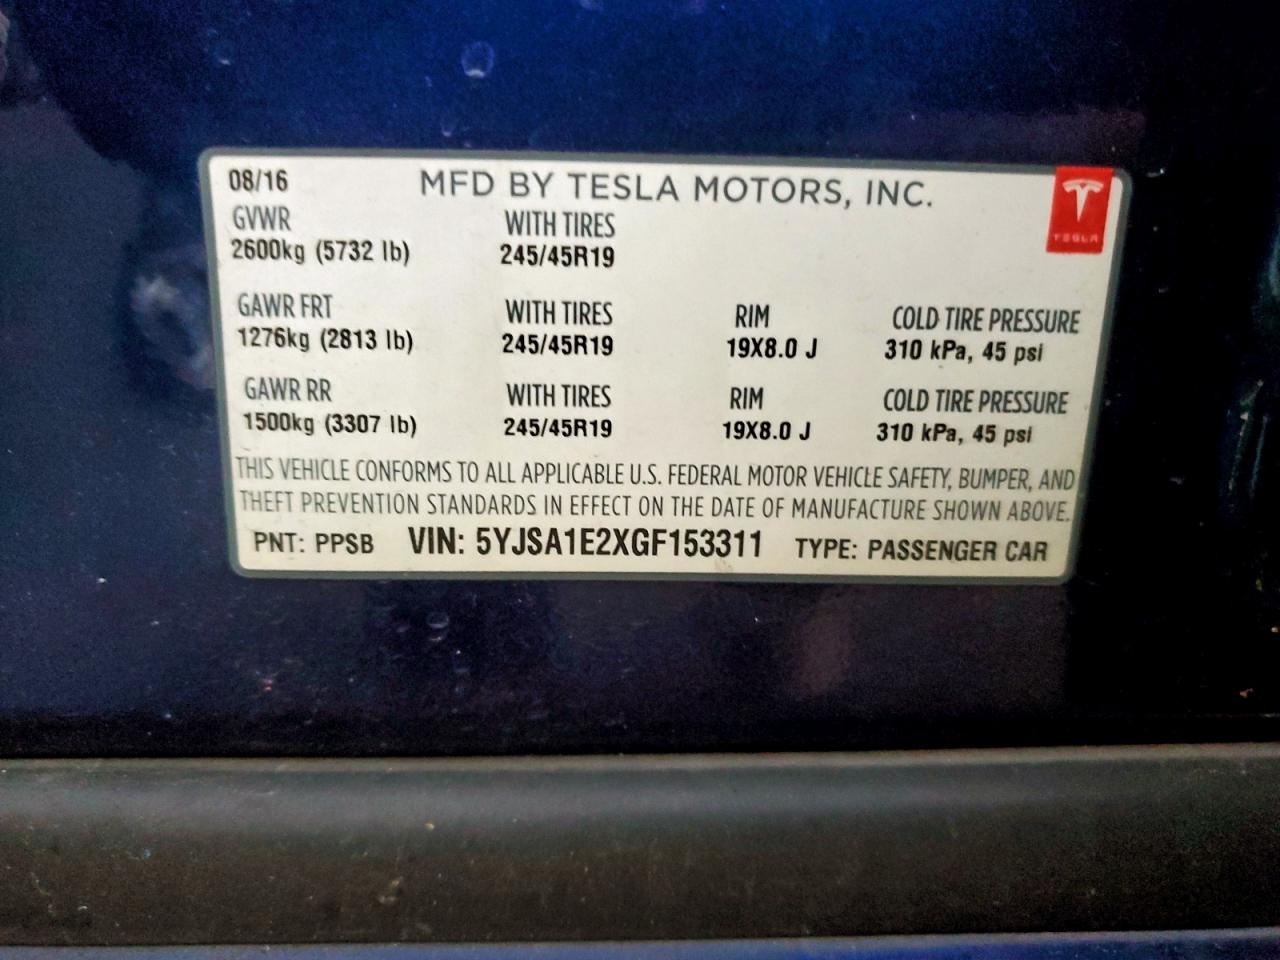 08/16 MFD BY TESLA MOTORS, INC.
TESLA
GVWR WITH TIRES
2600kg (5732 lb) 245/45R19
GAWR FRT WITH TIRES RIM COLD TIRE PRESSURE
1276kg (2813 lb) 245/45R19 19X8.0 J 310 kPa, 45 psi
GAWR RR WITH TIRES RIM COLD TIRE PRESSURE
1500kg (3307 lb) 245/45R19 19X8.0 J 310 kPa, 45 psi
THIS VEHICLE CONFORMS TO ALL APPLICABLE U.S. FEDERAL MOTOR VEHICLE SAFETY, BUMPER, AND
THEFT PREVENTION STANDARDS IN EFFECT ON THE DATE OF MANUFACTURE SHOWN ABOVE.
PNT: PPSB VIN: 5YJSA1E2XGF153311 TYPE: PASSENGER CAR